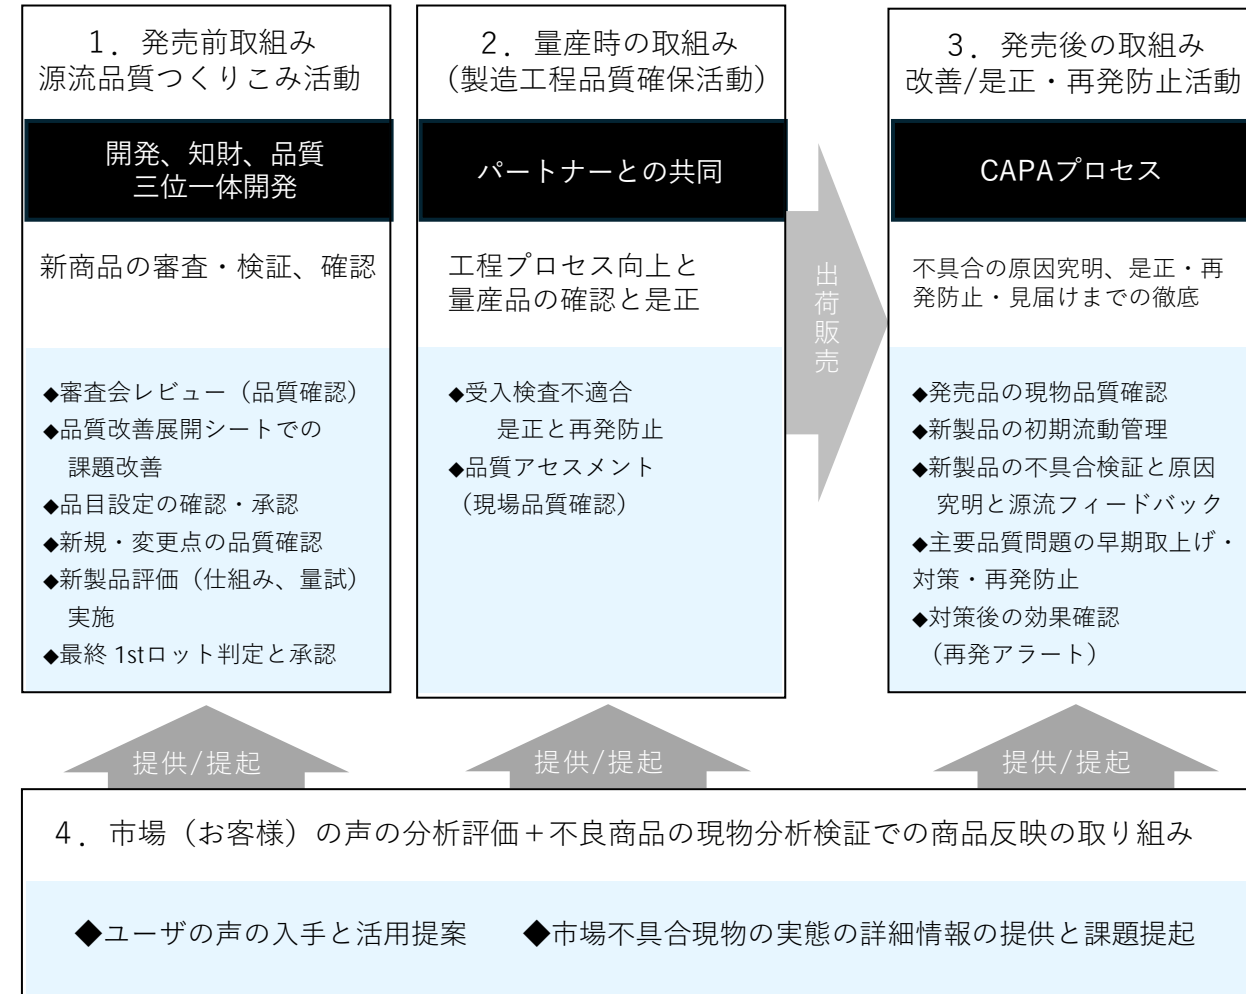 1．発売前取組み
源流品質つくりこみ活動
開発、知財、品質
三位一体開発
新商品の審査・検証、確認
◆審査会レビュー（品質確認）
◆品質改善展開シートでの
課題改善
◆品目設定の確認・承認
◆新規・変更点の品質確認
◆新製品評価（仕組み、量試）
実施
◆最終 1stロット判定と承認
2．量産時の取組み
(製造工程品質確保活動)
パートナーとの共同
工程プロセス向上と
量産品の確認と是正
◆受入検査不適合
是正と再発防止
◆品質アセスメント
（現場品質確認）
出荷販売
3．発売後の取組み
改善/是正・再発防止活動
CAPAプロセス
不具合の原因究明、是正・再
発防止・見届けまでの徹底
◆発売品の現物品質確認
◆新製品の初期流動管理
◆新製品の不具合検証と原因
究明と源流フィードバック
◆主要品質問題の早期取上げ・
対策・再発防止
◆対策後の効果確認
（再発アラート）
提供/提起
提供/提起
提供/提起
4．市場（お客様）の声の分析評価＋不良商品の現物分析検証での商品反映の取り組み
◆ユーザの声の入手と活用提案
◆市場不具合現物の実態の詳細情報の提供と課題提起